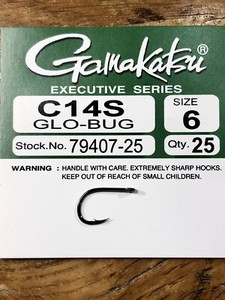 Gamakatsu®
EXECUTIVE SERIES
C14S
GLO-BUG
SIZE
6
Stock.No. 79407-25
Qty. 25
WARNING : HANDLE WITH CARE. EXTREMELY SHARP HOOKS.
KEEP OUT OF REACH OF SMALL CHILDREN.